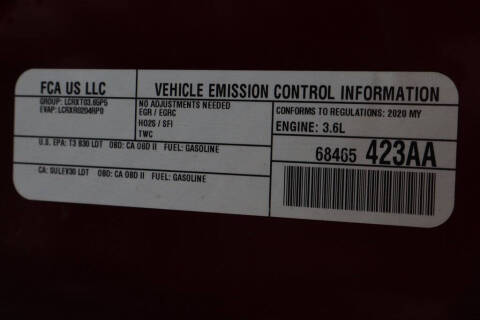 FCA US LLC
VEHICLE EMISSION CONTROL INFORMATION
GROUP: LCRXT03.65P5
EVAP: LCRXR0204RP0
NO ADJUSTMENTS NEEDED
EGR / EGRC
HO2S / SFI
TWC
CONFORMS TO REGULATIONS: 2020 MY
ENGINE: 3.6L
U.S. EPA: T3 B30 LDT OBD: CA OBD II FUEL: GASOLINE
CA: SULEV30 LDT OBD: CA OBD II FUEL: GASOLINE
68465 423AA